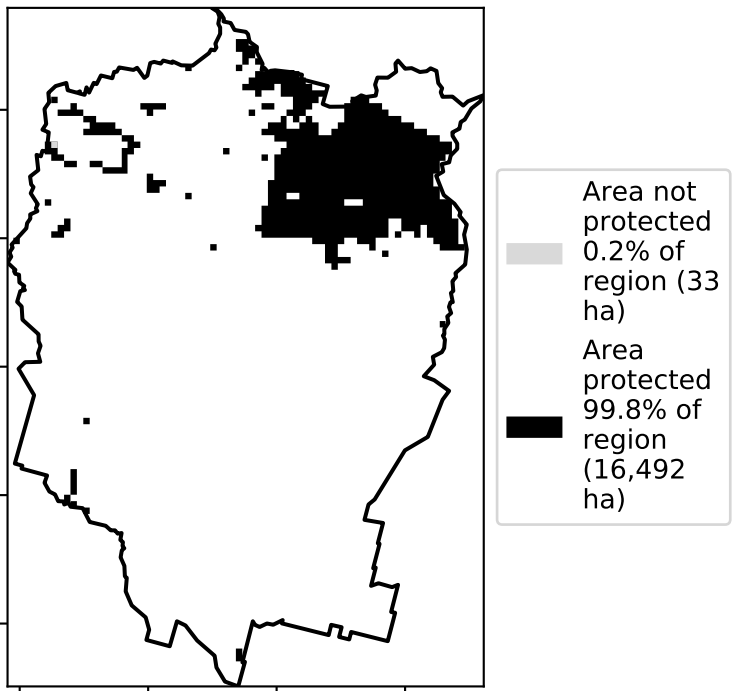 Area not
protected
0.2% of
region (33
ha)
Area
protected
99.8% of
region
(16,492
ha)